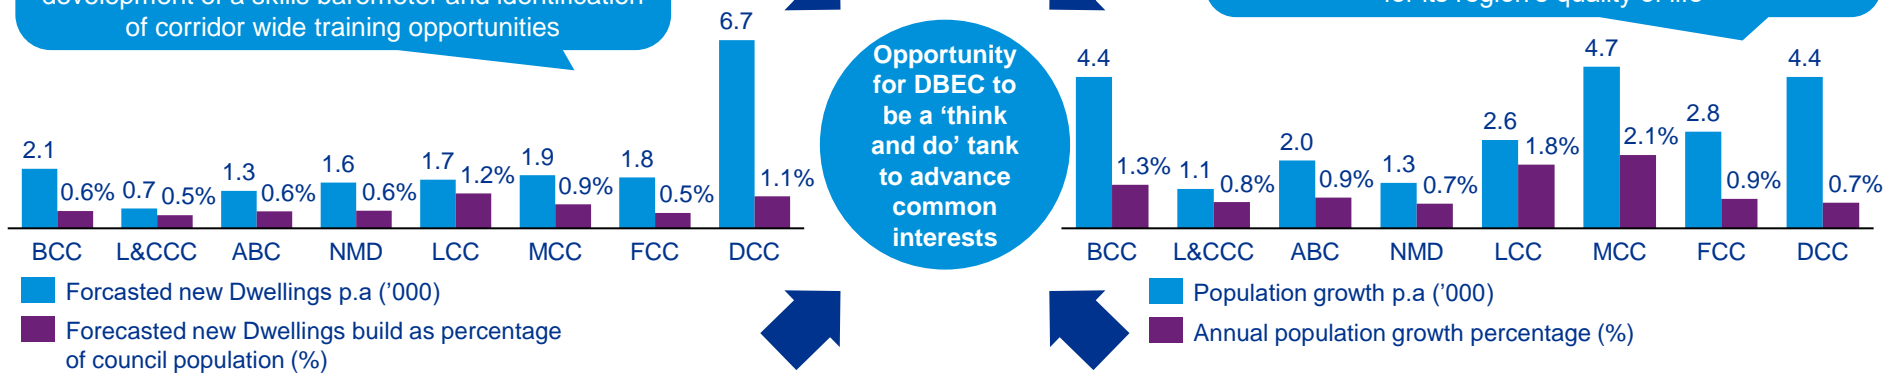 development of a skills barometer and identification
of corridor wide training opportunities
2.1
0.6%
0.7
0.5%
1.3
0.6%
1.6
0.6%
1.7
1.2%
1.9
0.9%
1.8
0.5%
6.7
1.1%
BCC L&CCC ABC NMD LCC MCC FCC DCC
Forcasted new Dwellings p.a ('000)
Forecasted new Dwellings build as percentage
of council population (%)
Opportunity
for DBEC to
be a ‘think
and do’ tank
to advance
common
interests
for its region's quality of life
4.4
1.3%
1.1
0.8%
2.0
0.9%
1.3
0.7%
2.6
1.8%
4.7
2.1%
2.8
0.9%
4.4
0.7%
BCC L&CCC ABC NMD LCC MCC FCC DCC
Population growth p.a ('000)
Annual population growth percentage (%)